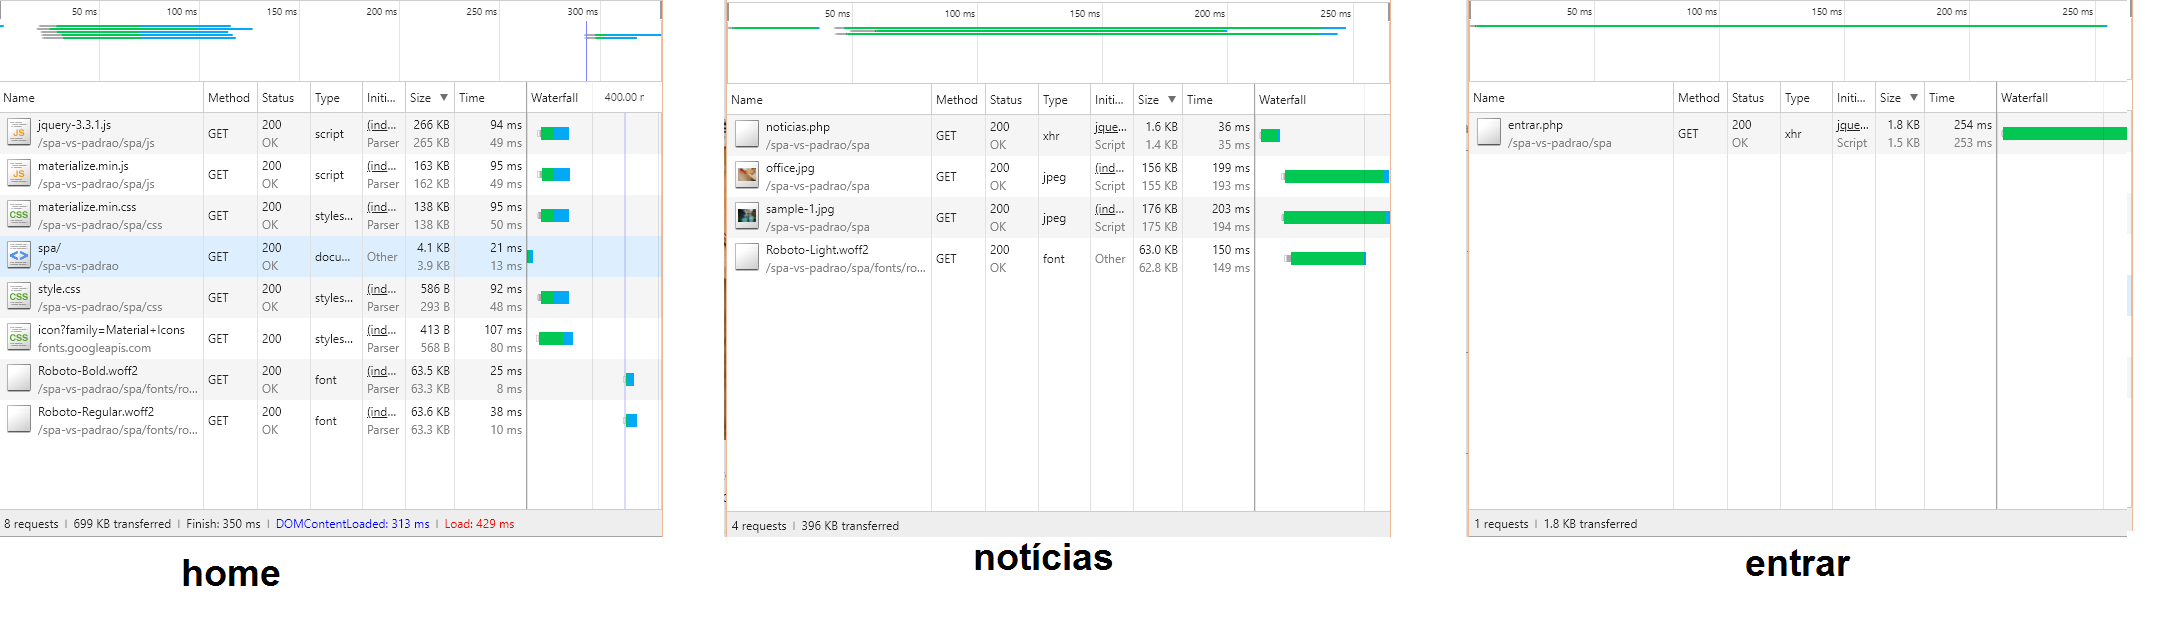 50 ms 100 ms 150 ms 200 ms 250 ms 300 ms
Name Method Status Type Initi... Size ▼ Time Waterfall 400.00 r
jquery-3.3.1.js GET 200 script (ind... 266 KB 94 ms
/spa-vs-padrao/spa/js OK Parser 265 KB 49 ms
materialize.min.js GET 200 script (ind... 163 KB 95 ms
/spa-vs-padrao/spa/js OK Parser 162 KB 49 ms
materialize.min.css GET 200 styles... (ind... 138 KB 95 ms
/spa-vs-padrao/spa/css OK Parser 138 KB 50 ms
spa/ GET 200 docu... Other 4.1 KB 21 ms
/spa-vs-padrao OK 3.9 KB 13 ms
style.css GET 200 styles... (ind... 586 B 92 ms
/spa-vs-padrao/spa/css OK Parser 293 B 48 ms
icon?family=Material+Icons GET 200 styles... (ind... 413 B 107 ms
fonts.googleapis.com OK Parser 568 B 80 ms
Roboto-Bold.woff2 GET 200 font (ind... 63.5 KB 25 ms
/spa-vs-padrao/spa/fonts/ro... OK Parser 63.3 KB 8 ms
Roboto-Regular.woff2 GET 200 font (ind... 63.6 KB 38 ms
/spa-vs-padrao/spa/fonts/ro... OK Parser 63.3 KB 10 ms
8 requests | 699 KB transferred | Finish: 350 ms | DOMContentLoaded: 313 ms | Load: 429 ms
home
50 ms 100 ms 150 ms 200 ms 250 ms
Name Method Status Type Initi... Size ▼ Time Waterfall
noticias.php GET 200 xhr jque... 1.6 KB 36 ms
/spa-vs-padrao/spa OK Script 1.4 KB 35 ms
office.jpg GET 200 jpeg (ind... 156 KB 199 ms
/spa-vs-padrao/spa OK Script 155 KB 193 ms
sample-1.jpg GET 200 jpeg (ind... 176 KB 203 ms
/spa-vs-padrao/spa OK Script 175 KB 194 ms
Roboto-Light.woff2 GET 200 font Other 63.0 KB 150 ms
/spa-vs-padrao/spa/fonts/ro... OK 62.8 KB 149 ms
4 requests | 396 KB transferred
notícias
50 ms 100 ms 150 ms 200 ms 250 ms
Name Method Status Type Initi... Size ▼ Time Waterfall
entrar.php GET 200 xhr jque... 1.8 KB 254 ms
/spa-vs-padrao/spa OK Script 1.5 KB 253 ms
1 requests | 1.8 KB transferred
entrar